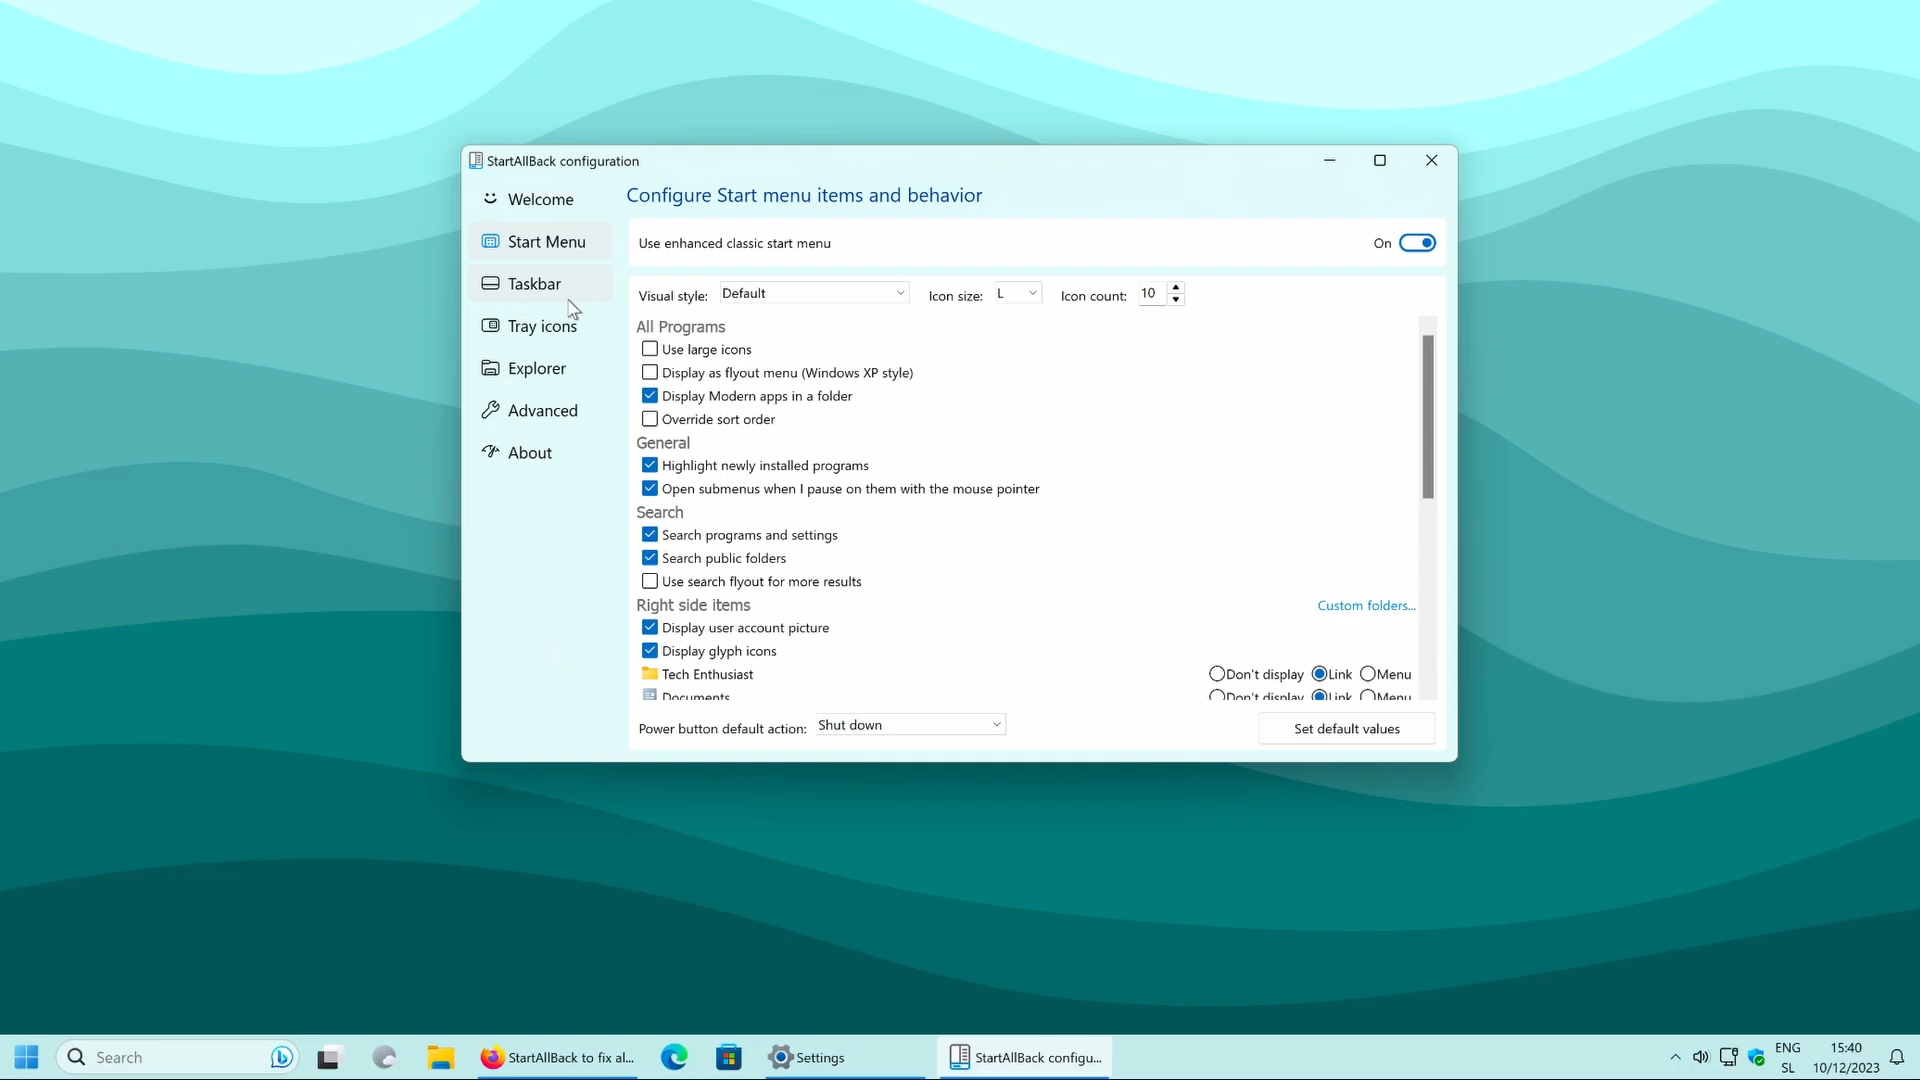 StartAllBack configuration
Welcome
Start Menu
Taskbar
Tray icons
Explorer
Advanced
About
Configure Start menu items and behavior
Use enhanced classic start menu
On
Visual style: Default
Icon size: L
Icon count: 10
All Programs
Use large icons
Display as flyout menu (Windows XP style)
Display Modern apps in a folder
Override sort order
General
Highlight newly installed programs
Open submenus when I pause on them with the mouse pointer
Search
Search programs and settings
Search public folders
Use search flyout for more results
Right side items
Custom folders...
Display user account picture
Display glyph icons
Tech Enthusiast
Don't display Link Menu
Documents
Don't display Link Menu
Power button default action: Shut down
Set default values
Search
StartAllBack to fix al...
Settings
StartAllBack configu...
ENG
SL
15:40
10/12/2023